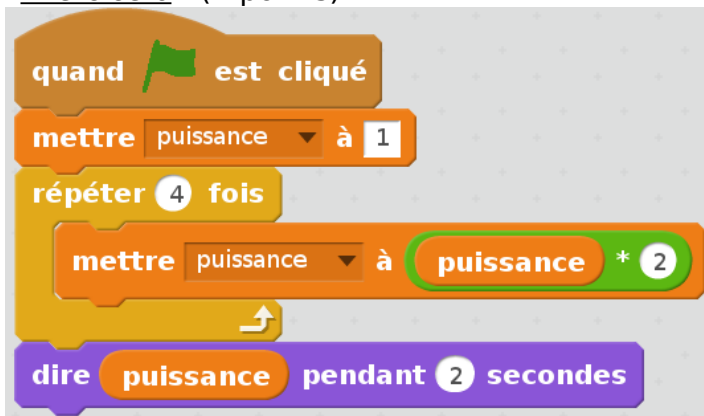 quand est cliqué
mettre puissance à 1
répéter 4 fois
mettre puissance à puissance * 2
dire puissance pendant 2 secondes